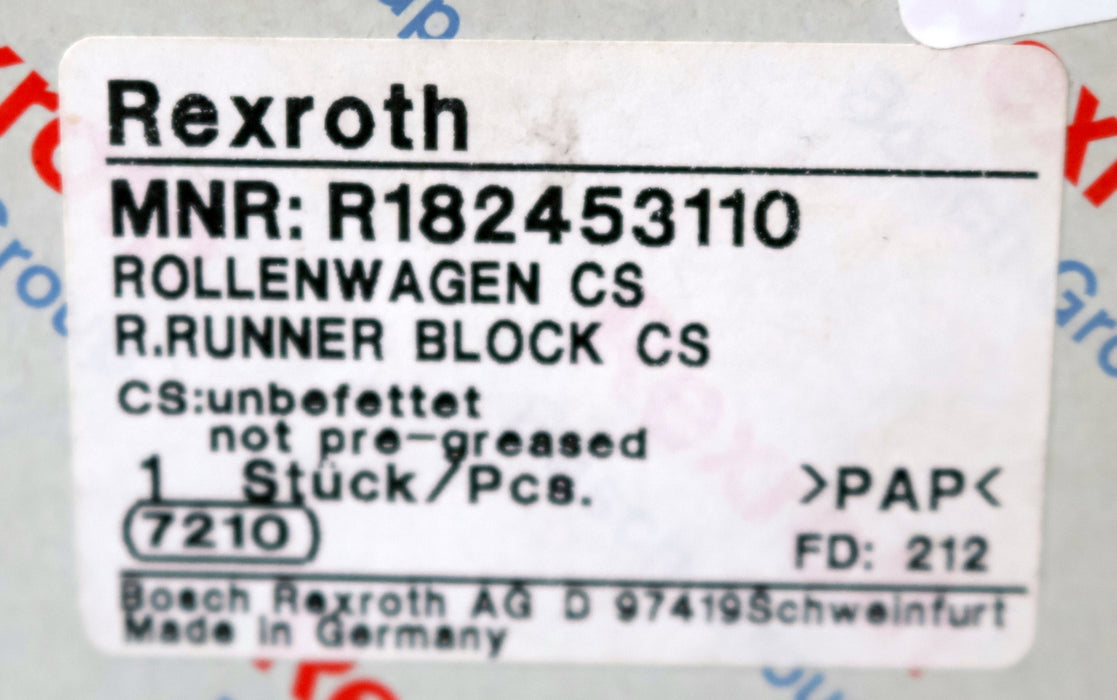 Rexroth
MNR: R182453110
ROLLENWAGEN CS
R.RUNNER BLOCK CS
CS:unbefettet
not pre-greased
1 Stück/Pcs.
>PAP<
7210
FD: 212
Bosch Rexroth AG D 97419Schweinfurt
Made in Germany